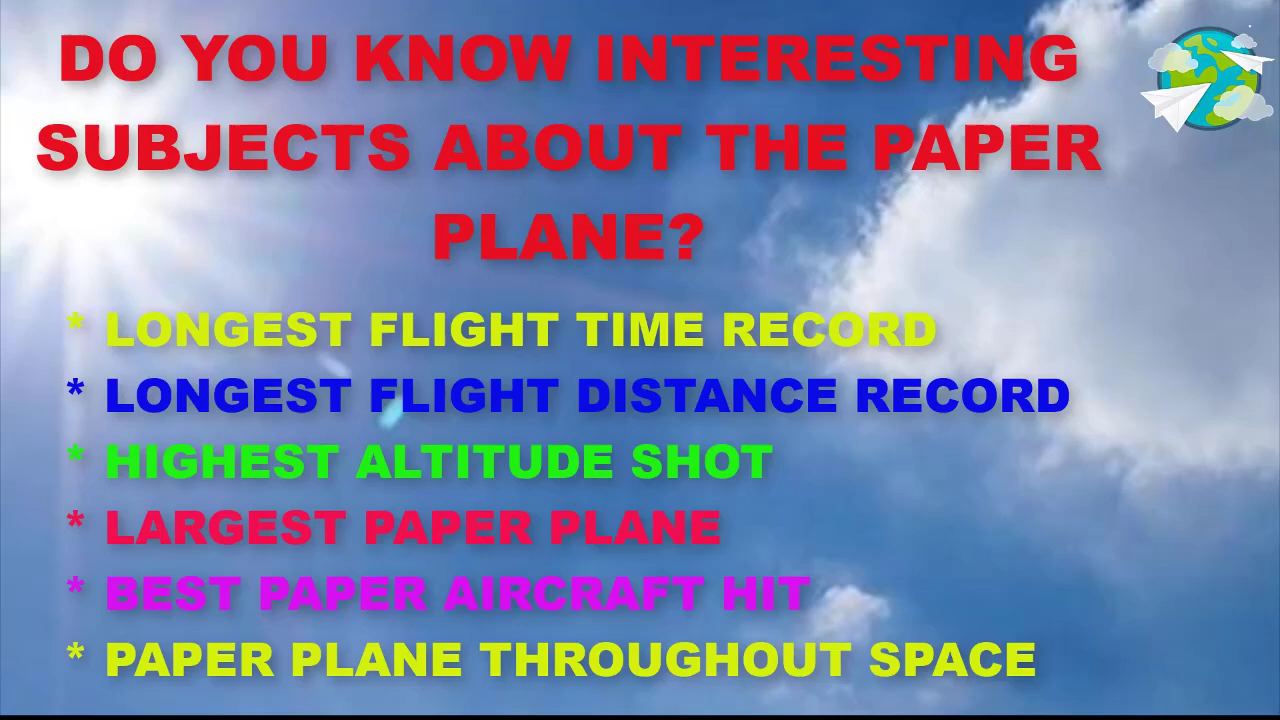 DO YOU KNOW INTERESTING
SUBJECTS ABOUT THE PAPER
PLANE?
* LONGEST FLIGHT TIME RECORD
* LONGEST FLIGHT DISTANCE RECORD
* HIGHEST ALTITUDE SHOT
* LARGEST PAPER PLANE
* BEST PAPER AIRCRAFT HIT
* PAPER PLANE THROUGHOUT SPACE